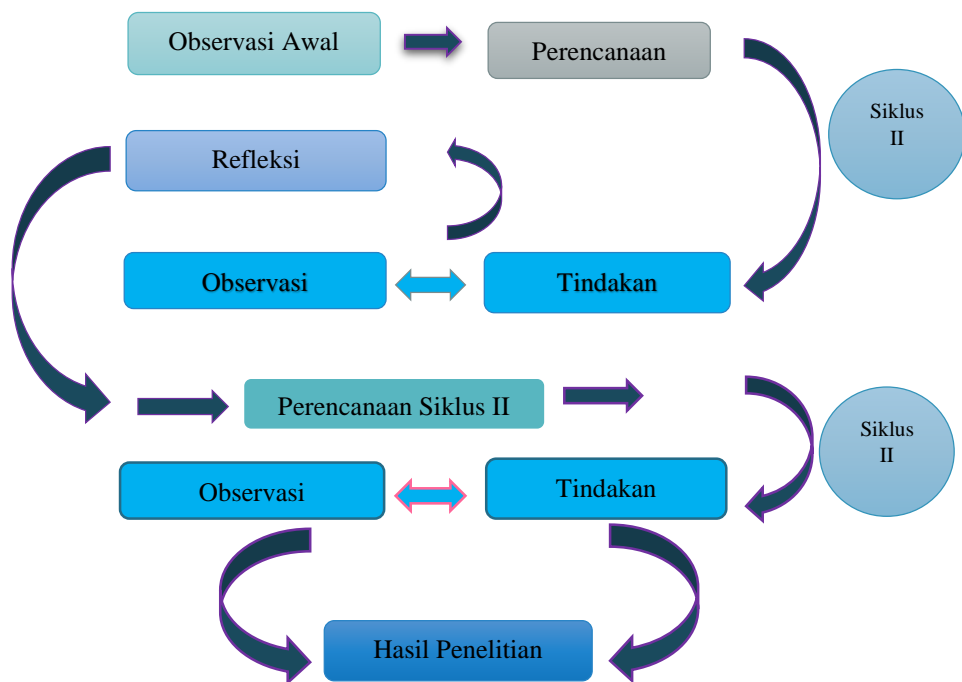 Observasi Awal
Perencanaan
Siklus
II
Refleksi
Observasi
Tindakan
Perencanaan Siklus II
Siklus
II
Observasi
Tindakan
Hasil Penelitian